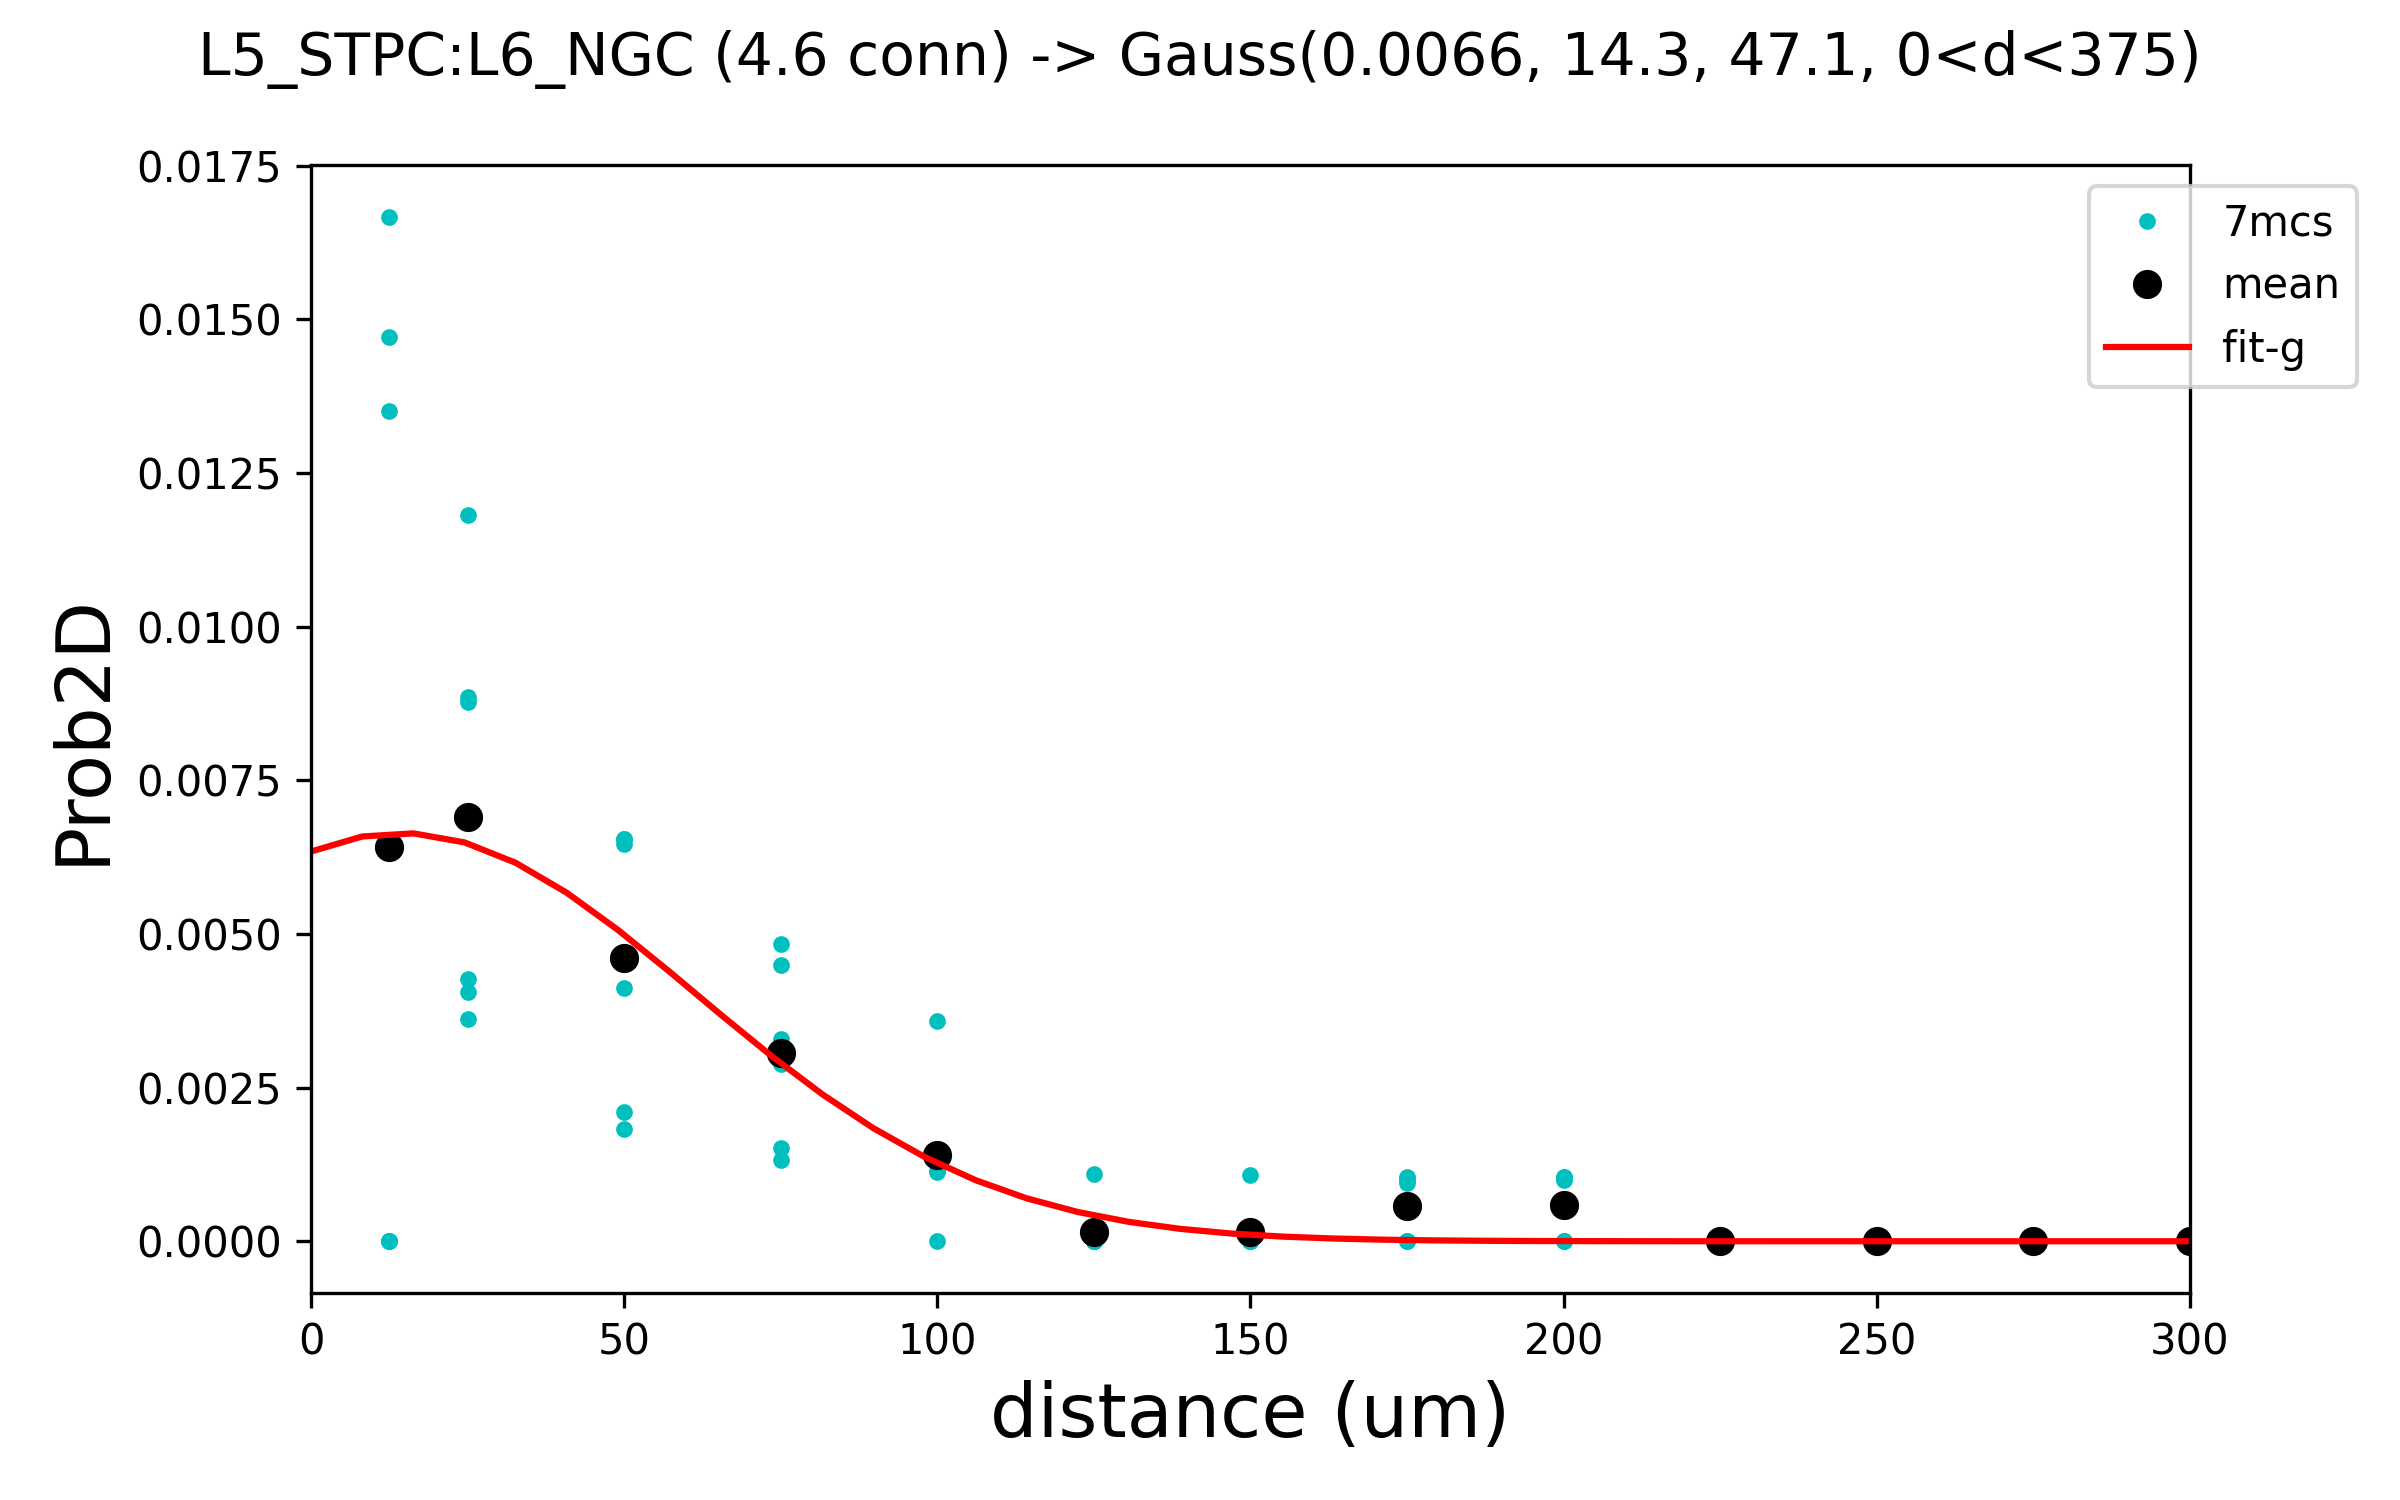 L5_STPC:L6_NGC (4.6 conn) -> Gauss(0.0066, 14.3, 47.1, 0<d<375)
0.0175
0.0150
0.0125
0.0100
0.0075
0.0050
0.0025
0.0000
Prob2D
7mcs
mean
fit-g
0
50
100
150
200
250
300
distance (um)